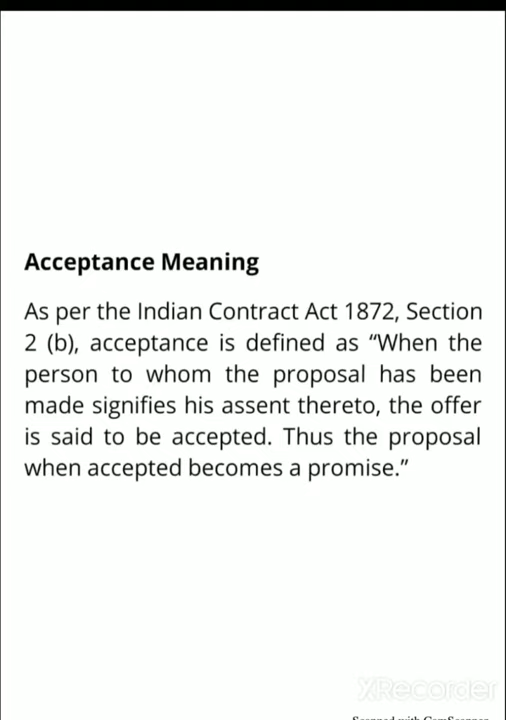 Acceptance Meaning
As per the Indian Contract Act 1872, Section
2 (b), acceptance is defined as “When the
person to whom the proposal has been
made signifies his assent thereto, the offer
is said to be accepted. Thus the proposal
when accepted becomes a promise.”
XRecorder